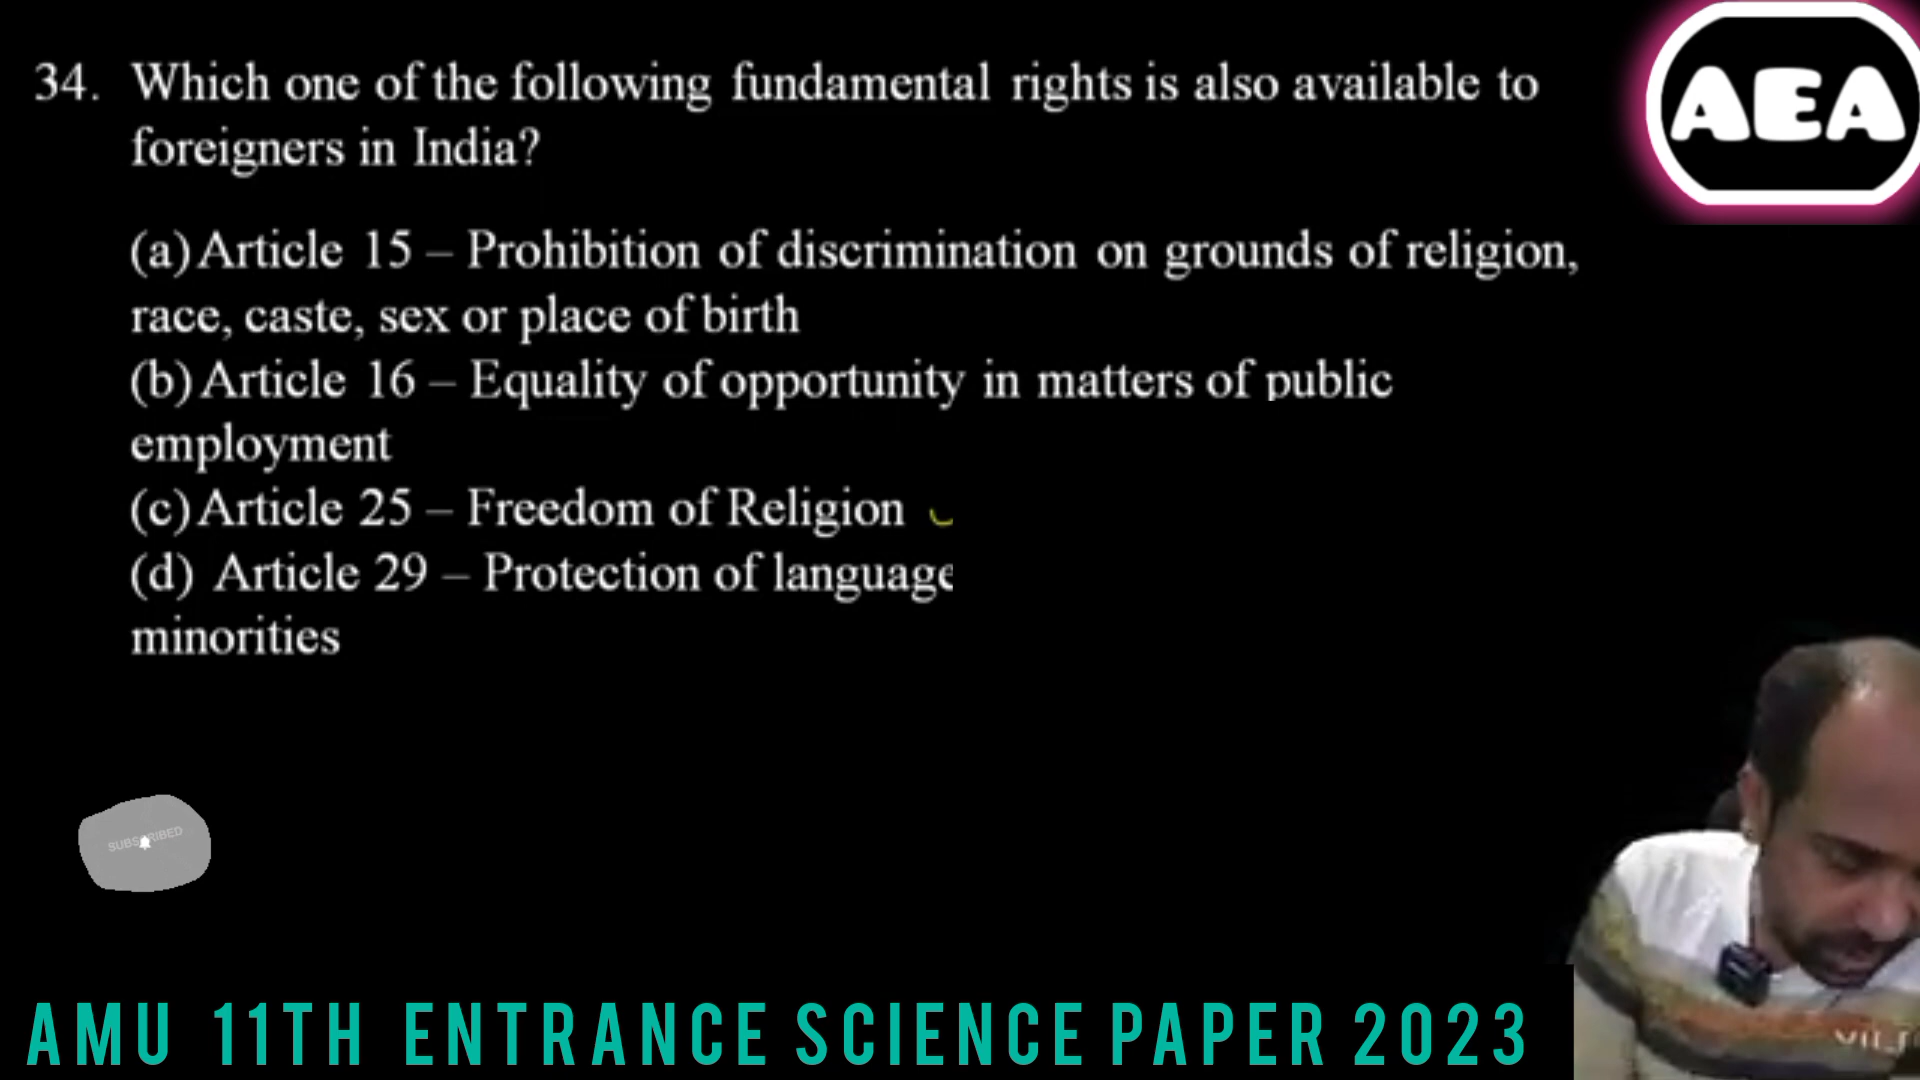 34. Which one of the following fundamental rights is also available to
foreigners in India?
(a) Article 15 – Prohibition of discrimination on grounds of religion,
race, caste, sex or place of birth
(b) Article 16 – Equality of opportunity in matters of public
employment
(c) Article 25 – Freedom of Religion
(d) Article 29 – Protection of language
minorities
AEA
SUBSCRIBED
AMU 11TH ENTRANCE SCIENCE PAPER 2023